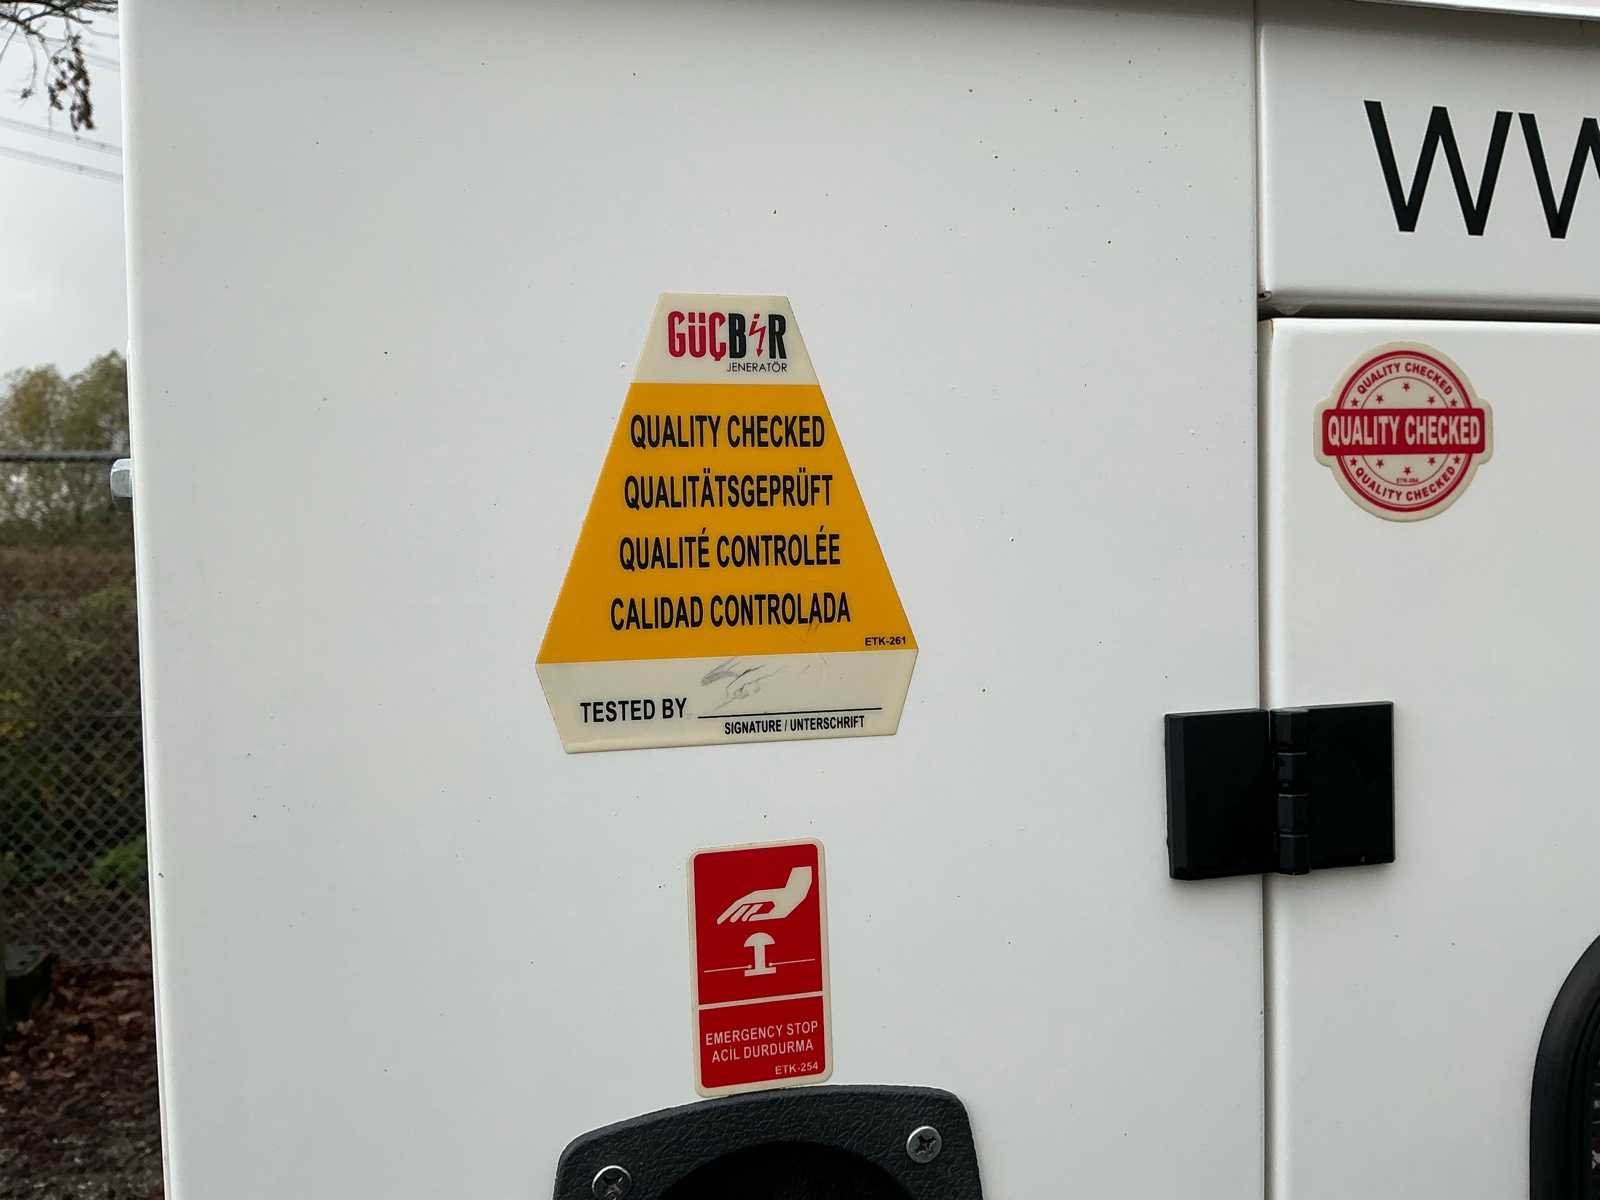 GÜÇBİR
JENERATÖR
QUALITY CHECKED
QUALITÄTSGEPRÜFT
QUALITÉ CONTROLÉE
CALIDAD CONTROLADA
ETK-261
TESTED BY
SIGNATURE / UNTERSCHRIFT
EMERGENCY STOP
ACİL DURDURMA
ETK-254
WW
QUALITY CHECKED
QUALITY CHECKED
QUALITY CHECKED